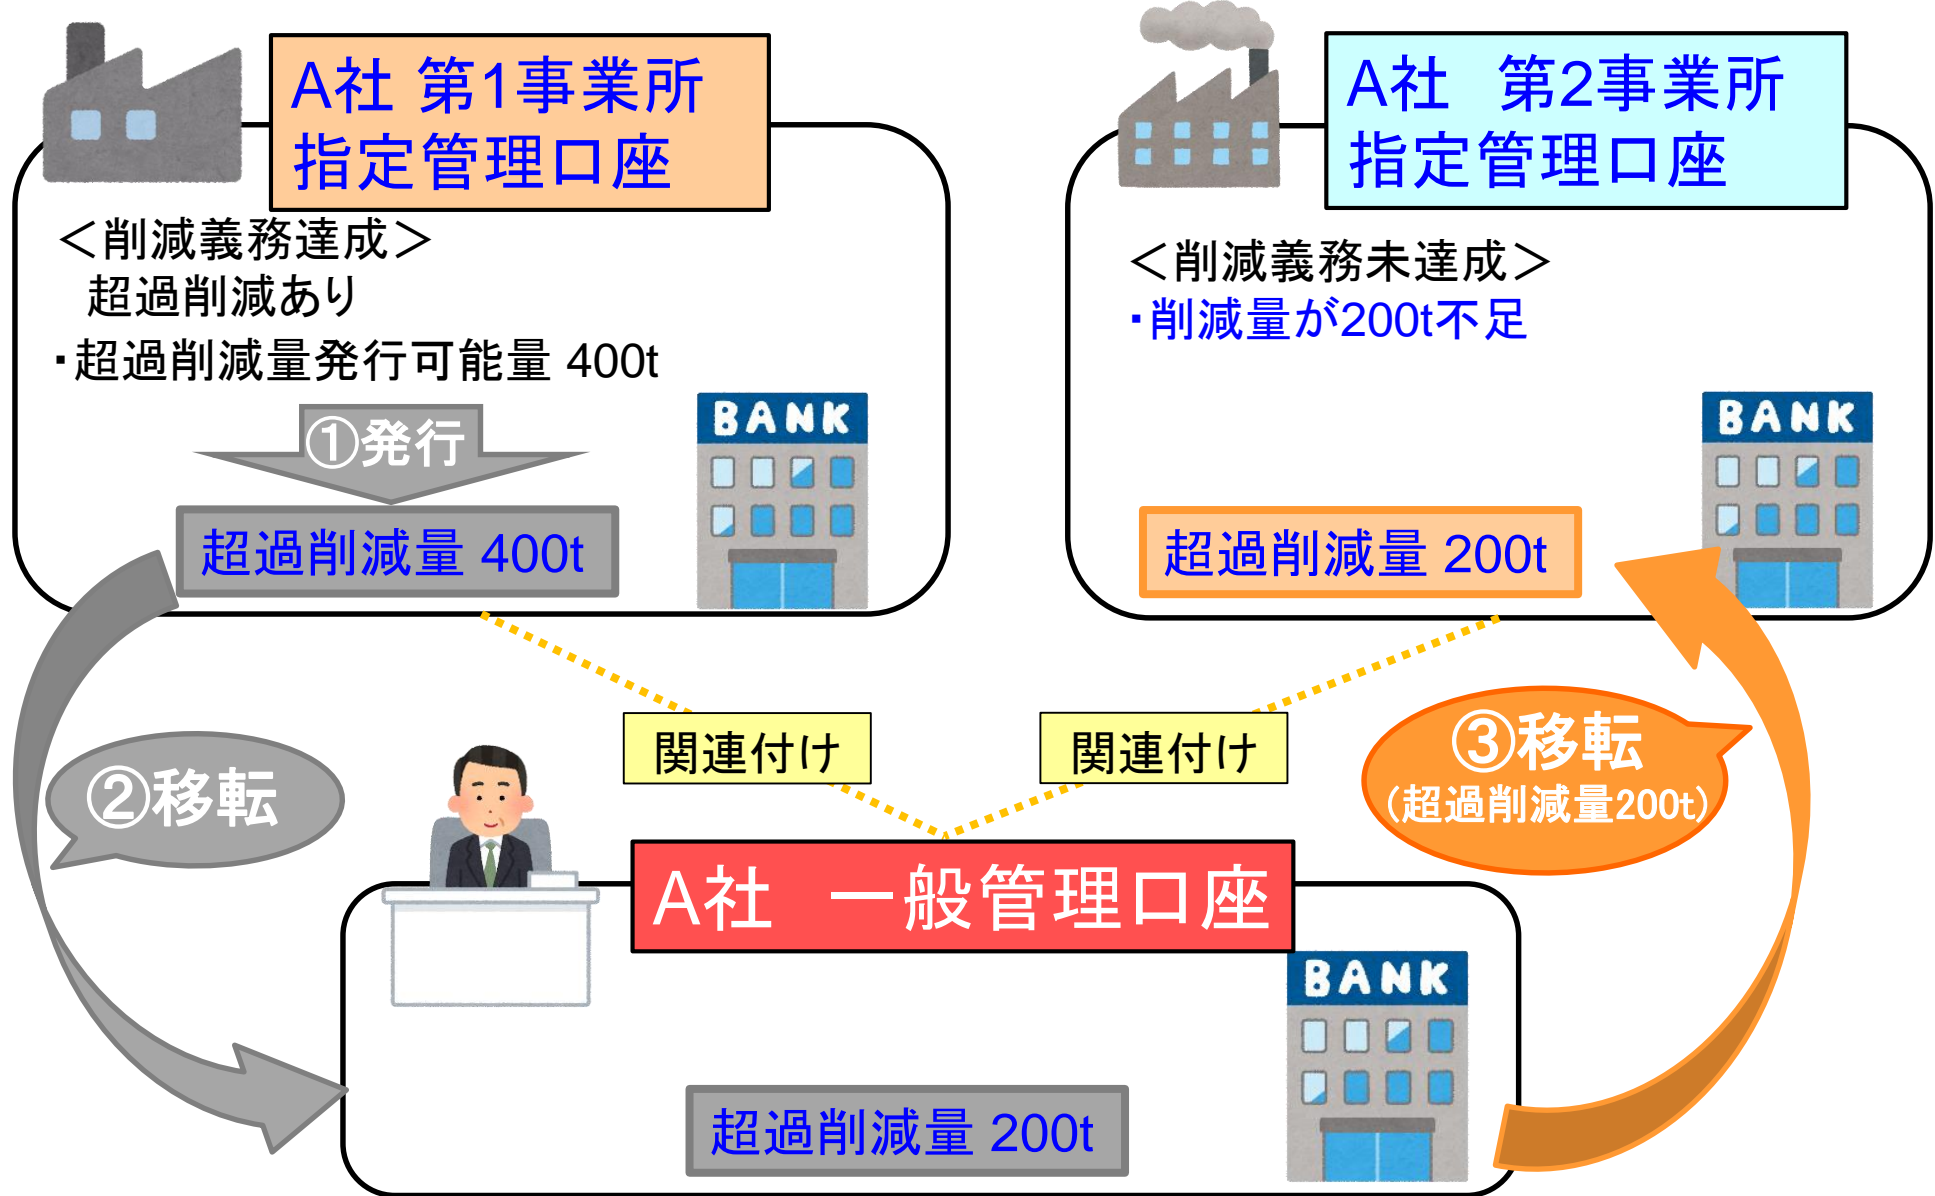 A社 第1事業所
指定管理口座
<削減義務達成>
超過削減あり
・超過削減量発行可能量 400t
①発行
BANK
超過削減量 400t
A社　第2事業所
指定管理口座
<削減義務未達成>
・削減量が200t不足
BANK
超過削減量 200t
関連付け
関連付け
②移転
③移転
(超過削減量200t)
A社　一般管理口座
BANK
超過削減量 200t